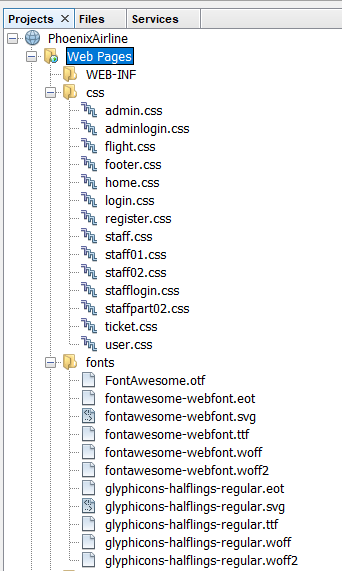 Projects × Files Services
PhoenixAirline
Web Pages
WEB-INF
css
admin.css
adminlogin.css
flight.css
footer.css
home.css
login.css
register.css
staff.css
staff01.css
staff02.css
stafflogin.css
staffpart02.css
ticket.css
user.css
fonts
FontAwesome.otf
fontawesome-webfont.eot
fontawesome-webfont.svg
fontawesome-webfont.ttf
fontawesome-webfont.woff
fontawesome-webfont.woff2
glyphicons-halflings-regular.eot
glyphicons-halflings-regular.svg
glyphicons-halflings-regular.ttf
glyphicons-halflings-regular.woff
glyphicons-halflings-regular.woff2